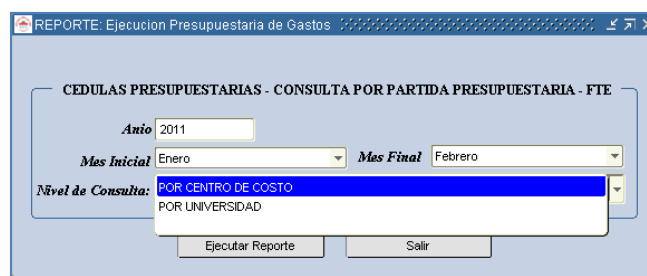 REPORTE: Ejecucion Presupuestaria de Gastos
CEDULAS PRESUPUESTARIAS - CONSULTA POR PARTIDA PRESUPUESTARIA - FTE
Anio 2011
Mes Inicial Enero Mes Final Febrero
Nivel de Consulta: POR CENTRO DE COSTO
POR UNIVERSIDAD
Ejecutar Reporte Salir